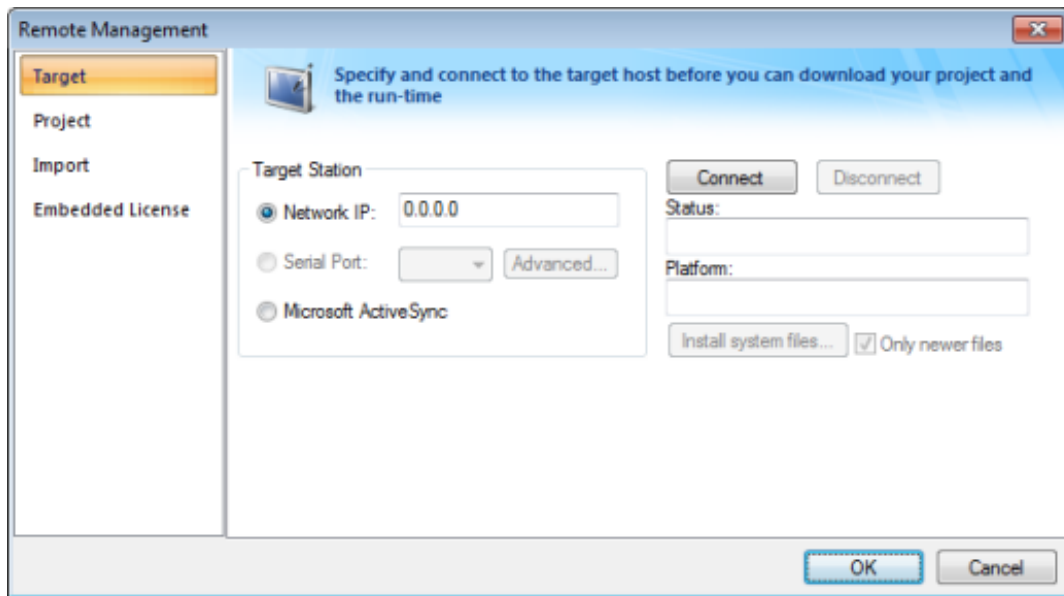 Remote Management
Target
Project
Import
Embedded License
Specify and connect to the target host before you can download your project and
the run-time
Target Station
Network IP: 0.0.0.0
Serial Port: Advanced...
Microsoft ActiveSync
Connect Disconnect
Status:
Platform:
Install system files... Only newer files
OK Cancel